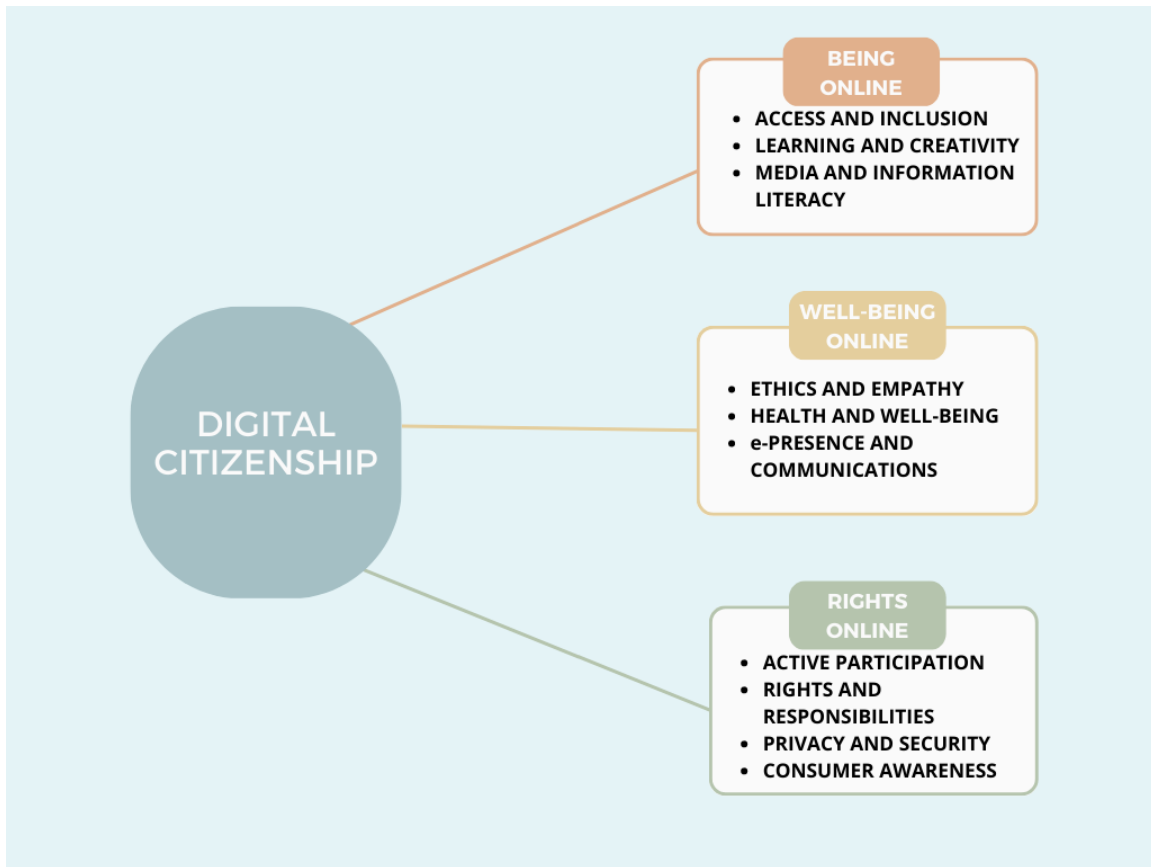 BEING
ONLINE
• ACCESS AND INCLUSION
• LEARNING AND CREATIVITY
• MEDIA AND INFORMATION
LITERACY
WELL-BEING
ONLINE
• ETHICS AND EMPATHY
• HEALTH AND WELL-BEING
• e-PRESENCE AND
COMMUNICATIONS
DIGITAL
CITIZENSHIP
RIGHTS
ONLINE
• ACTIVE PARTICIPATION
• RIGHTS AND
RESPONSIBILITIES
• PRIVACY AND SECURITY
• CONSUMER AWARENESS